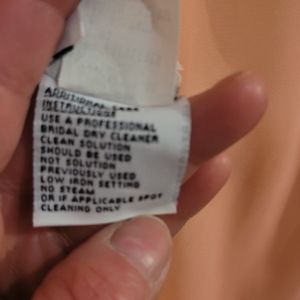 ADDITIONAL CARE
INSTRUCTIONS
USE A PROFESSIONAL
BRIDAL DRY CLEANER
CLEAN SOLUTION
SHOULD BE USED
NOT SOLUTION
PREVIOUSLY USED
LOW IRON SETTING
NO STEAM
OR IF APPLICABLE SPOT
CLEANING ONLY